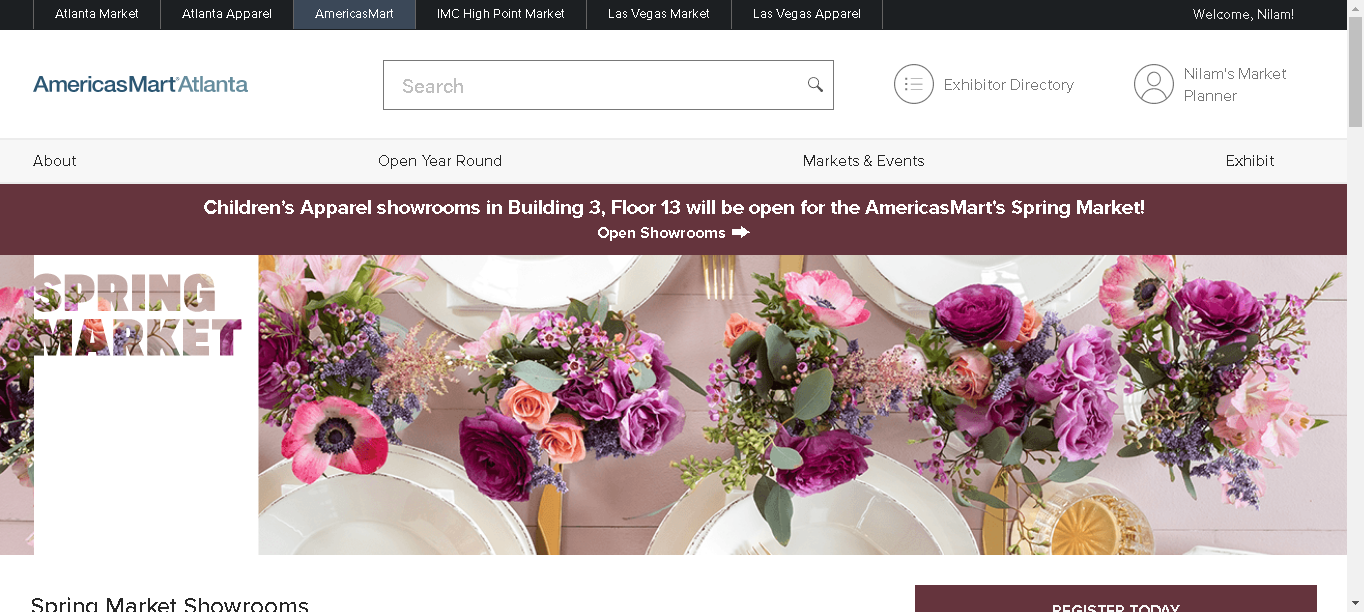 Atlanta Market
Atlanta Apparel
AmericasMart
IMC High Point Market
Las Vegas Market
Las Vegas Apparel
Welcome, Nilam!
AmericasMart®Atlanta
Search
Exhibitor Directory
Nilam's Market
Planner
About
Open Year Round
Markets & Events
Exhibit
Children's Apparel showrooms in Building 3, Floor 13 will be open for the AmericasMart's Spring Market!
Open Showrooms
SPRING
MARKET
Spring Market Showrooms
REGISTER TODAY